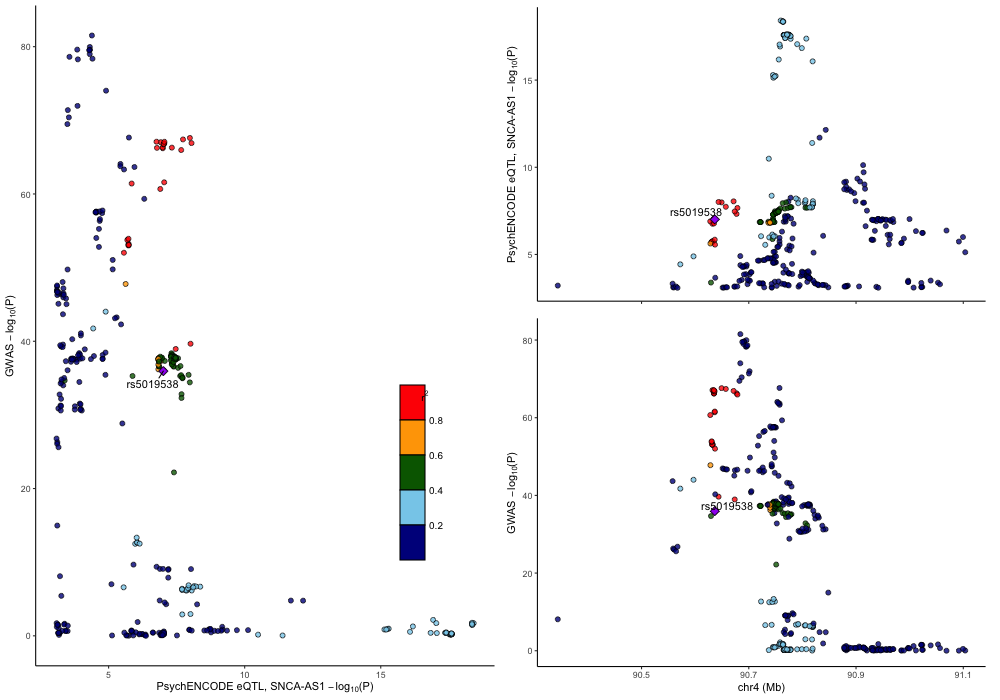 80
60
40
20
0
GWAS −log10(P)
5
10
15
PsychENCODE eQTL, SNCA-AS1 −log10(P)
rs5019538
r2
0.8
0.6
0.4
0.2
PsychENCODE eQTL, SNCA-AS1 −log10(P)
15
10
5
rs5019538
GWAS −log10(P)
80
60
40
20
0
rs5019538
90.5
90.7
90.9
91.1
chr4 (Mb)